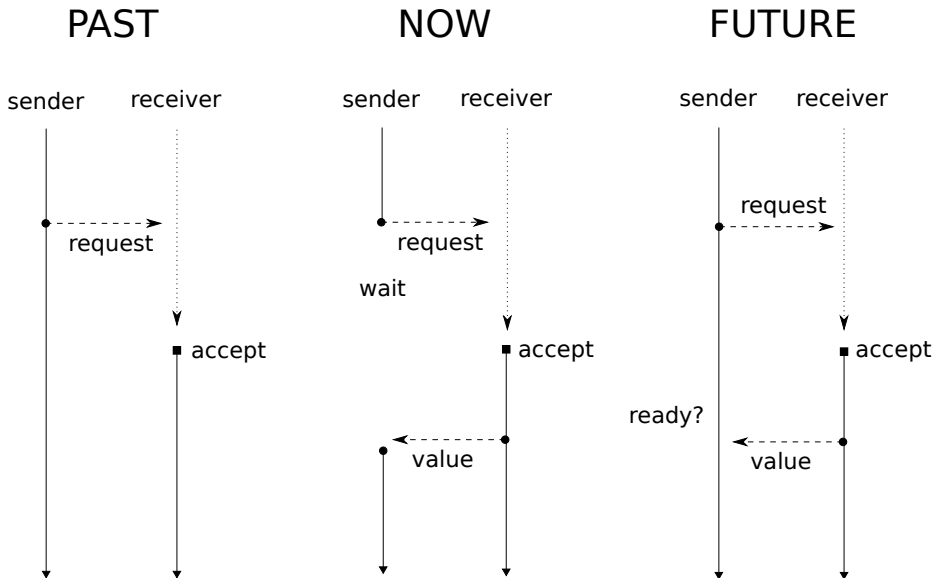 PAST
NOW
FUTURE
sender
receiver
sender
receiver
sender
receiver
request
request
request
wait
accept
accept
accept
ready?
value
value